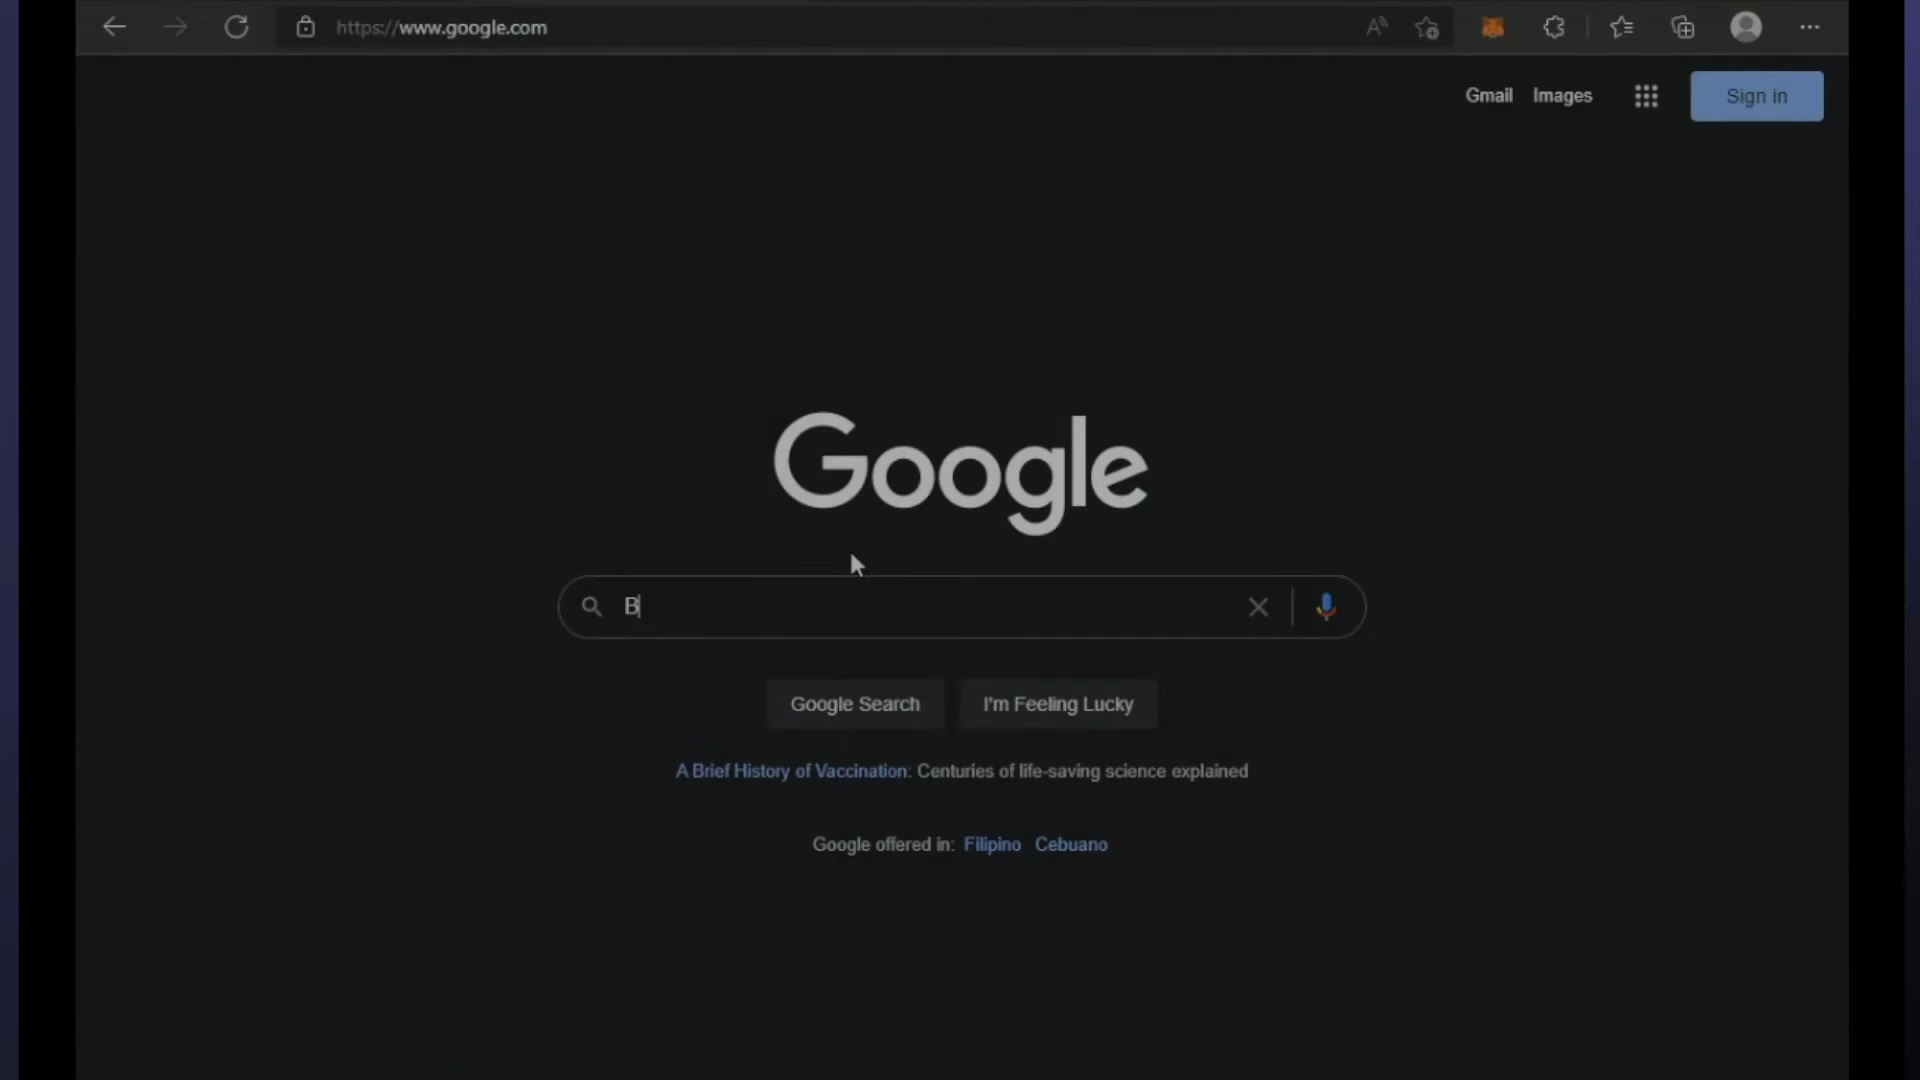 https://www.google.com
Gmail Images Sign in
Google
B
Google Search I'm Feeling Lucky
A Brief History of Vaccination: Centuries of life-saving science explained
Google offered in: Filipino Cebuano